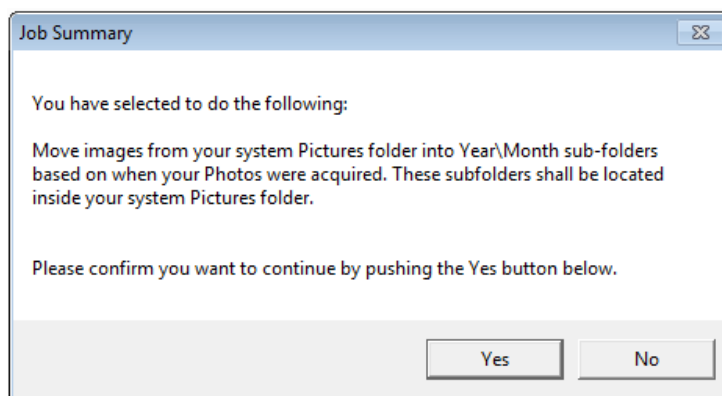 Job Summary
You have selected to do the following:
Move images from your system Pictures folder into Year\Month sub-folders
based on when your Photos were acquired. These subfolders shall be located
inside your system Pictures folder.
Please confirm you want to continue by pushing the Yes button below.
Yes
No